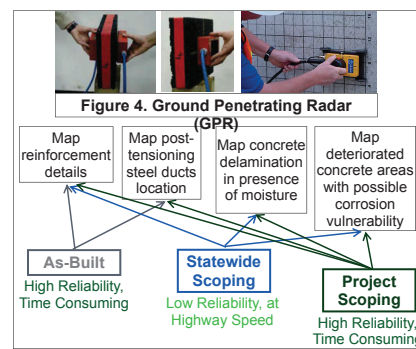 Figure 4. Ground Penetrating Radar
(GPR)
Map
reinforcement
details
Map post-
tensioning
steel ducts
location
Map concrete
delamination
in presence
of moisture
Map
deteriorated
concrete areas
with possible
corrosion
vulnerability
As-Built
High Reliability,
Time Consuming
Statewide
Scoping
Low Reliability, at
Highway Speed
Project
Scoping
High Reliability,
Time Consuming